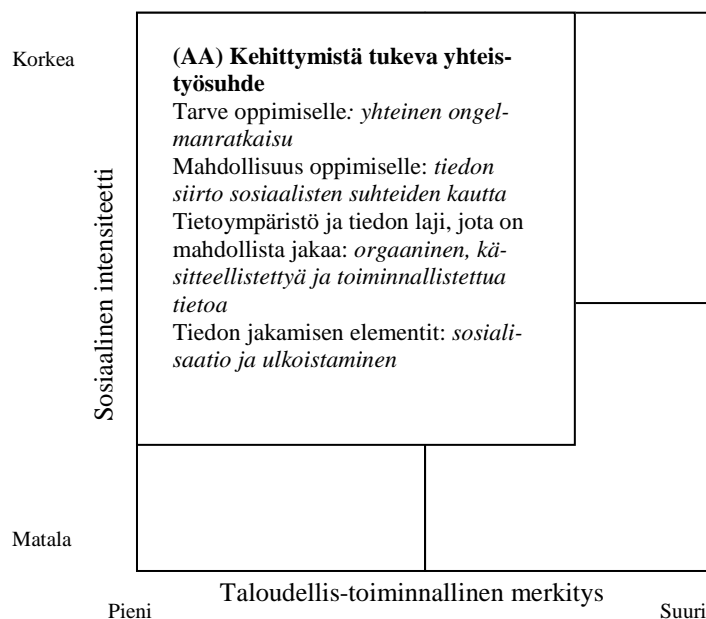 Korkea
(AA) Kehittymistä tukeva yhteis-
työsuhde
Tarve oppimiselle: yhteinen ongel-
manratkaisu
Mahdollisuus oppimiselle: tiedon
siirto sosiaalisten suhteiden kautta
Tietoympäristö ja tiedon laji, jota on
mahdollista jakaa: orgaaninen, kä-
sitteellistettyä ja toiminnallistettua
tietoa
Tiedon jakamisen elementit: sosiali-
saatio ja ulkoistaminen
Sosiaalinen intensiteetti
Matala
Taloudellis-toiminnallinen merkitys
Pieni
Suuri